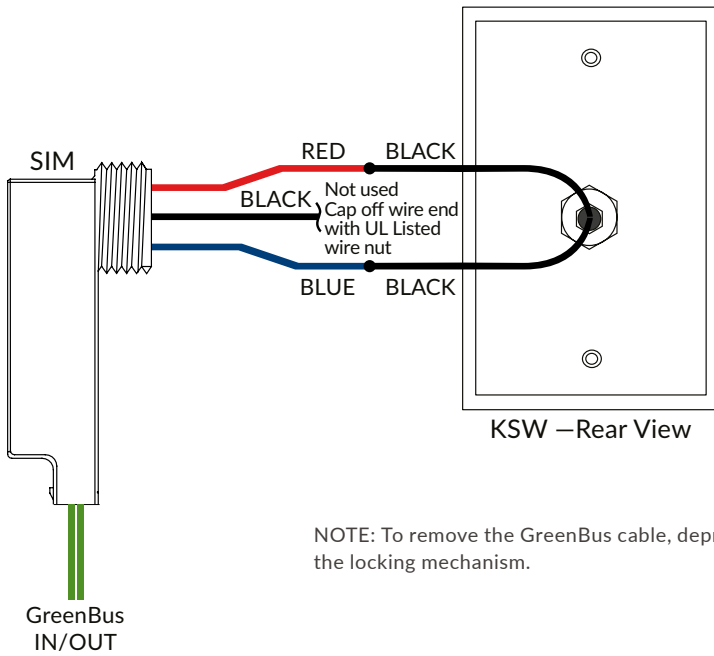 SIM
RED
BLACK
BLACK
Not used
Cap off wire end
with UL Listed
wire nut
BLUE
BLACK
KSW —Rear View
NOTE: To remove the GreenBus cable,
the locking mechanism.
GreenBus
IN/OUT